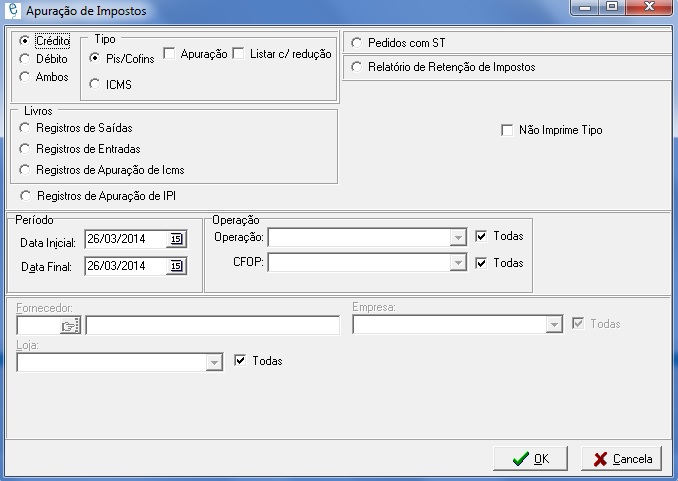 Apuração de Impostos
Crédito
Débito
Ambos
Tipo
Pis/Cofins
Apuração
Listar c/ redução
ICMS
Pedidos com ST
Relatório de Retenção de Impostos
Livros
Registros de Saídas
Registros de Entradas
Registros de Apuração de Icms
Registros de Apuração de IPI
Não Imprime Tipo
Período
Data Inicial: 26/03/2014 15
Data Final: 26/03/2014 15
Operação
Operação: Todas
CFOP: Todas
Fornecedor:
Empresa:
Todas
Loja:
Todas
OK
Cancela